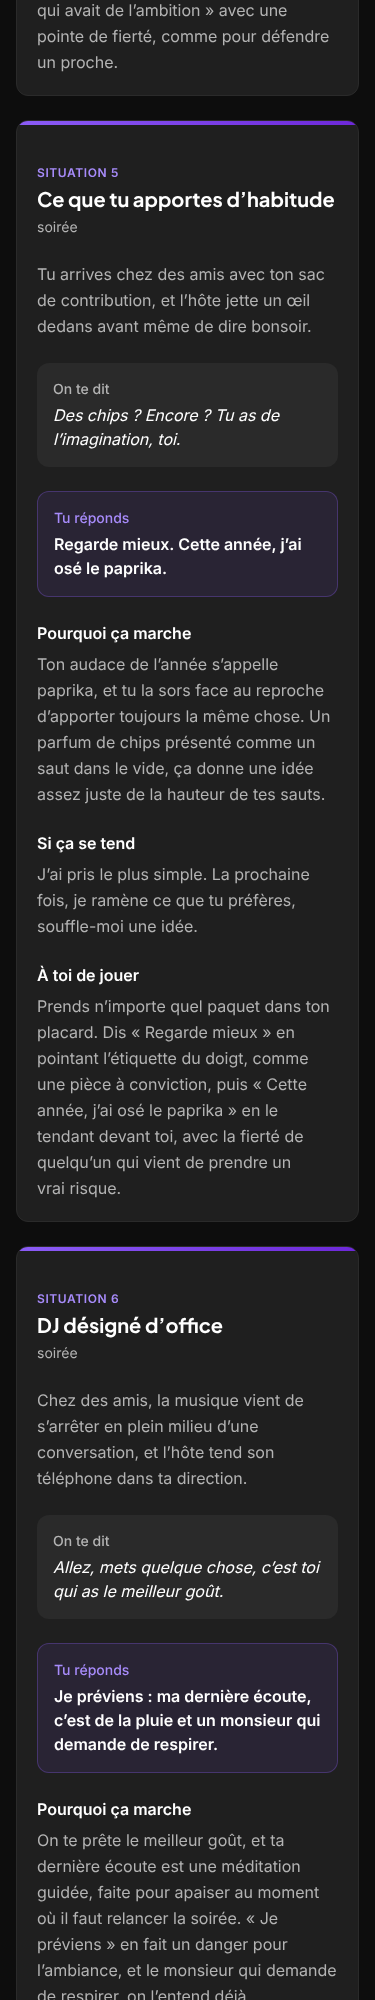 qui avait de l’ambition » avec une
pointe de fierté, comme pour défendre
un proche.
SITUATION 5
Ce que tu apportes d’habitude
soirée
Tu arrives chez des amis avec ton sac
de contribution, et l’hôte jette un œil
dedans avant même de dire bonsoir.
On te dit
Des chips ? Encore ? Tu as de
l’imagination, toi.
Tu réponds
Regarde mieux. Cette année, j’ai
osé le paprika.
Pourquoi ça marche
Ton audace de l’année s’appelle
paprika, et tu la sors face au reproche
d’apporter toujours la même chose. Un
parfum de chips présenté comme un
saut dans le vide, ça donne une idée
assez juste de la hauteur de tes sauts.
Si ça se tend
J’ai pris le plus simple. La prochaine
fois, je ramène ce que tu préfères,
souffle-moi une idée.
À toi de jouer
Prends n’importe quel paquet dans ton
placard. Dis « Regarde mieux » en
pointant l’étiquette du doigt, comme
une pièce à conviction, puis « Cette
année, j’ai osé le paprika » en le
tendant devant toi, avec la fierté de
quelqu’un qui vient de prendre un
vrai risque.
SITUATION 6
DJ désigné d’office
soirée
Chez des amis, la musique vient de
s’arrêter en plein milieu d’une
conversation, et l’hôte tend son
téléphone dans ta direction.
On te dit
Allez, mets quelque chose, c’est toi
qui as le meilleur goût.
Tu réponds
Je préviens : ma dernière écoute,
c’est de la pluie et un monsieur qui
demande de respirer.
Pourquoi ça marche
On te prête le meilleur goût, et ta
dernière écoute est une méditation
guidée, faite pour apaiser au moment
où il faut relancer la soirée. « Je
préviens » en fait un danger pour
l’ambiance, et le monsieur qui demande
de respirer, on l’entend déjà